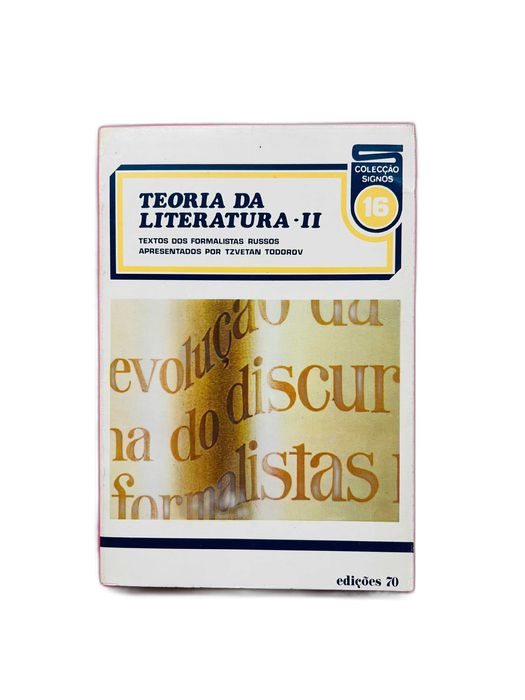 COLECÇÃO
SIGNOS
16
TEORIA DA
LITERATURA - II
TEXTOS DOS FORMALISTAS RUSSOS
APRESENTADOS POR TZVETAN TODOROV
evolução da
na do discur
formalistas
edições 70